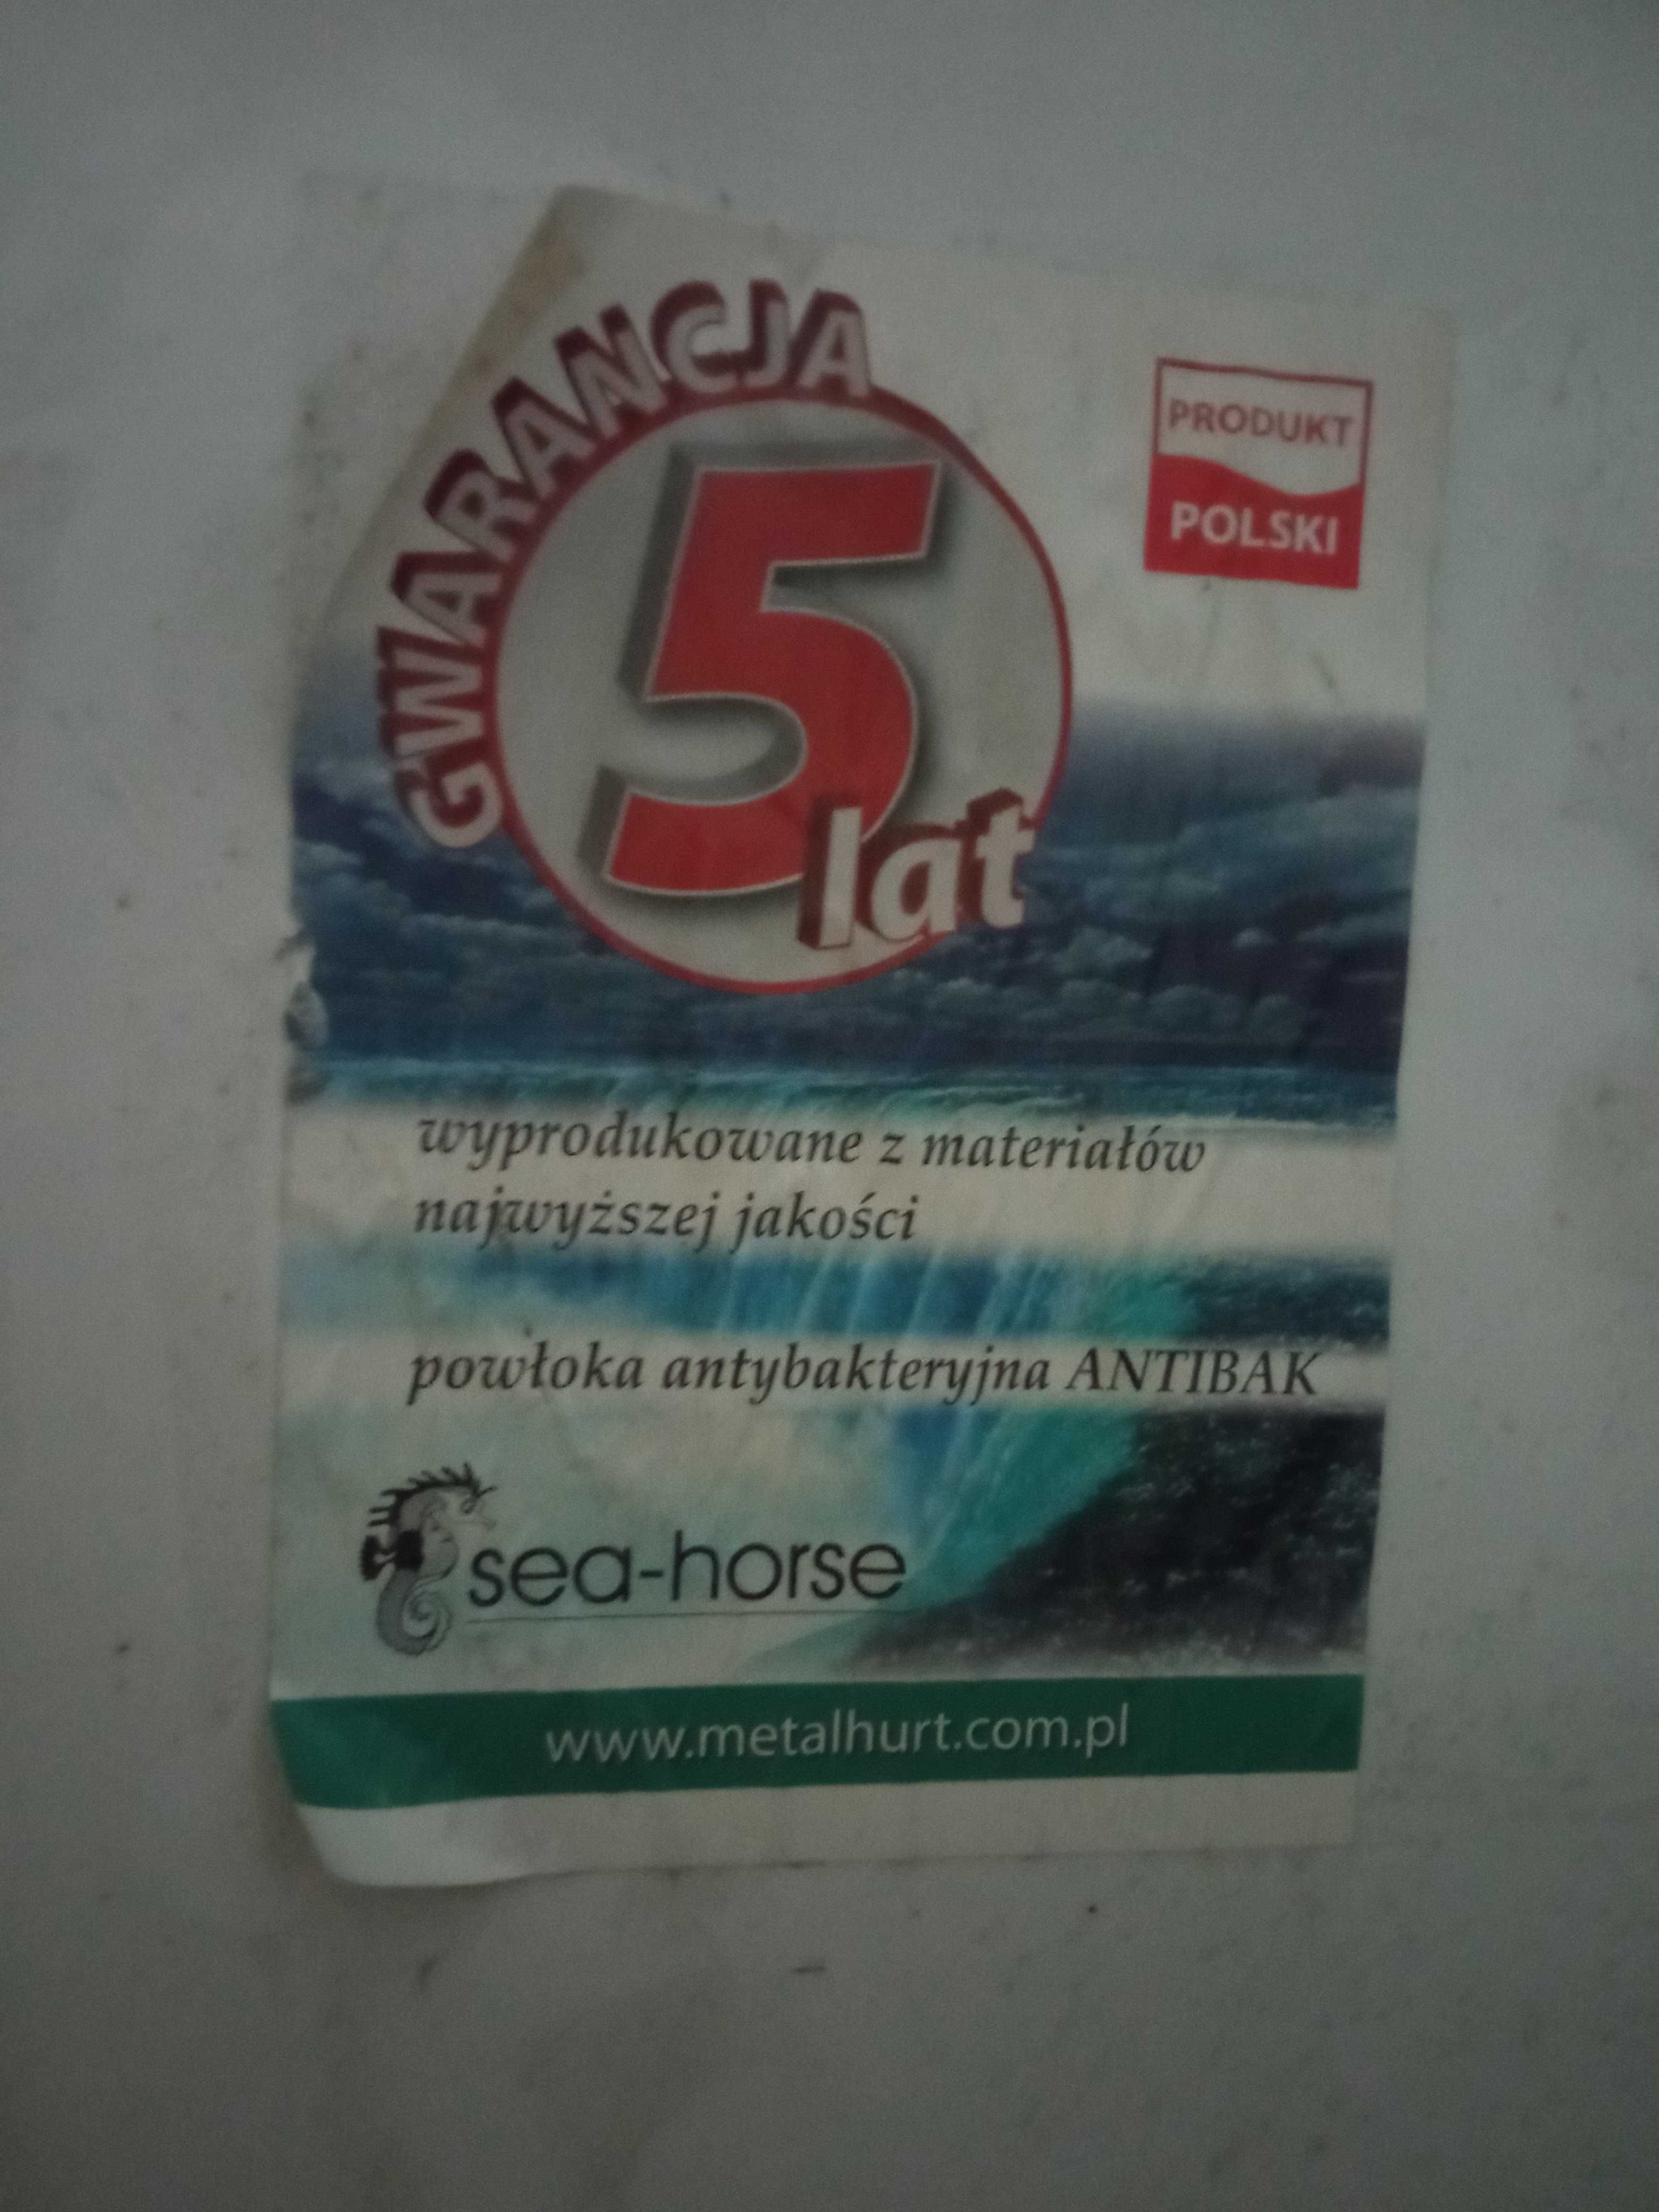 GWARANCJA
5
lat
PRODUKT
POLSKI
wyprodukowane z materiałów
najwyższej jakości
powłoka antybakteryjna ANTIBAK
sea-horse
www.metalhurt.com.pl